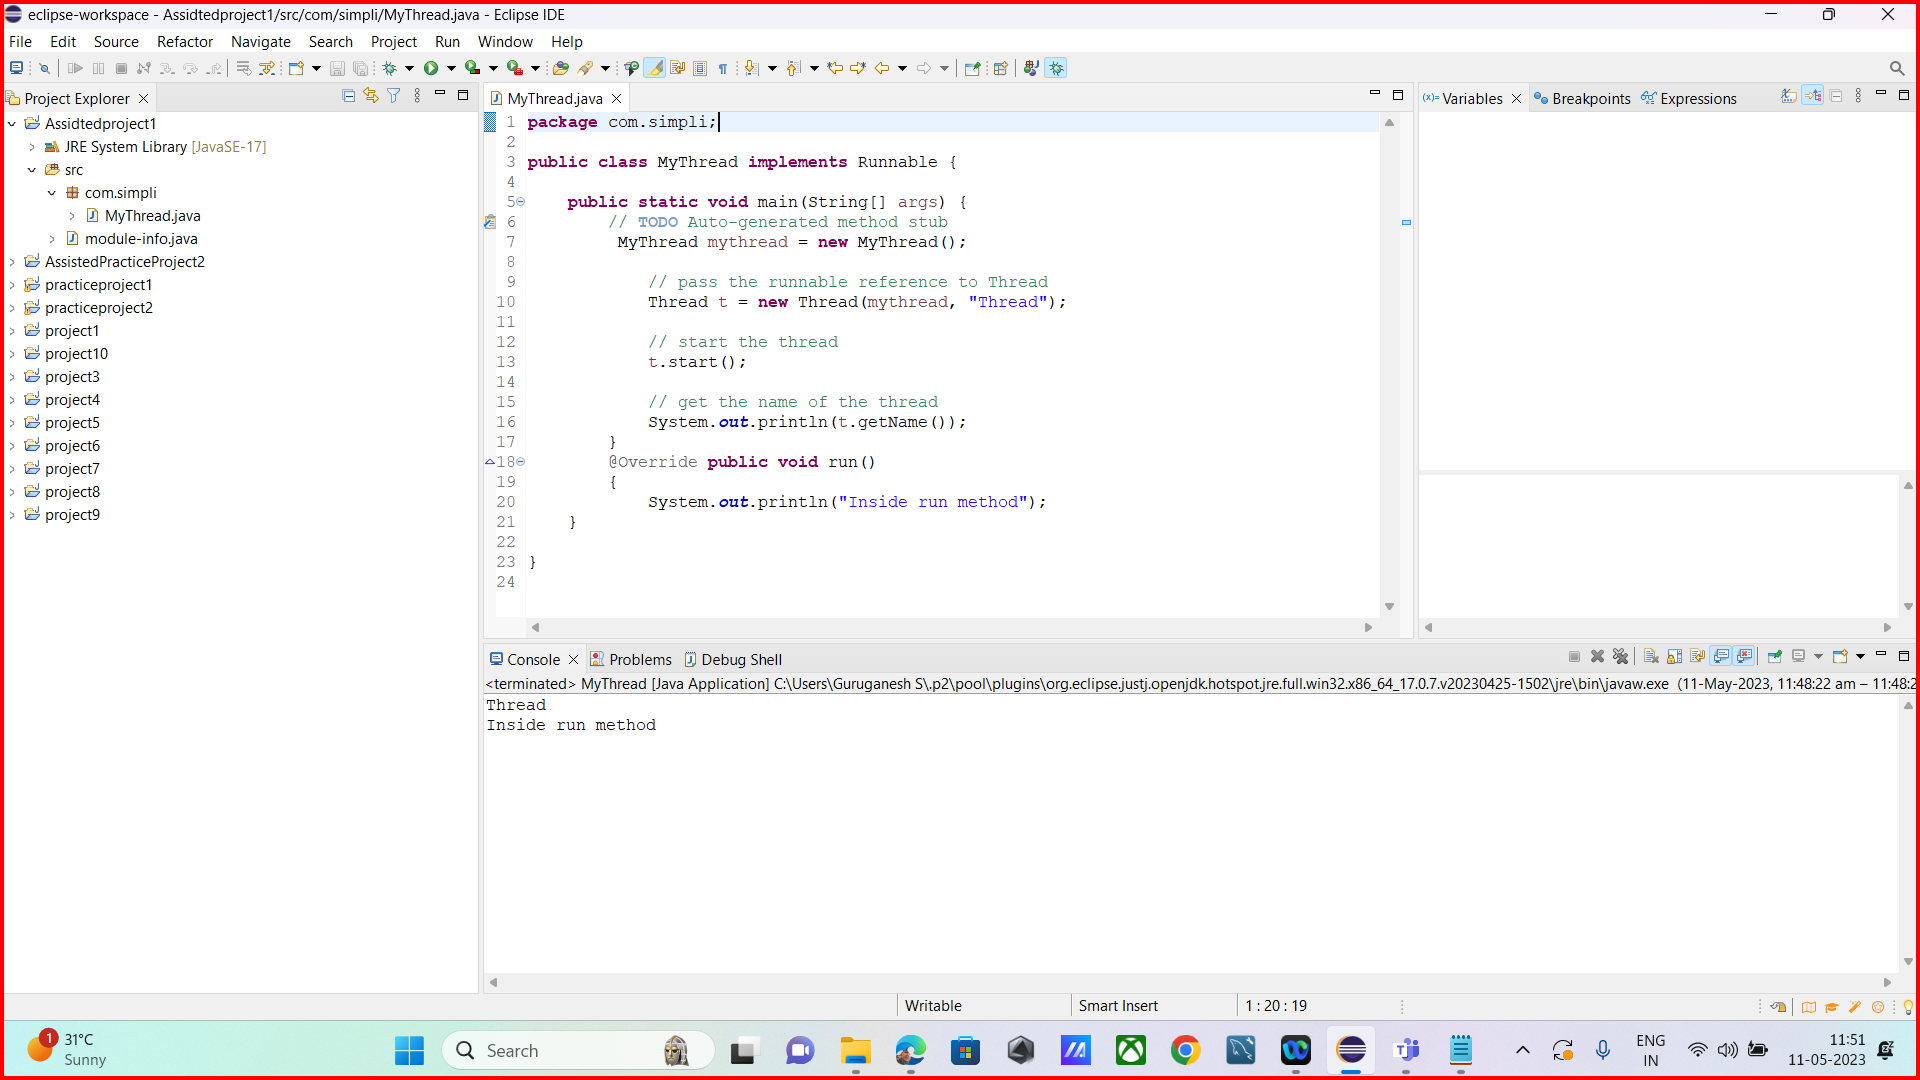 eclipse-workspace - Assidtedproject1/src/com/simpli/MyThread.java - Eclipse IDE
File Edit Source Refactor Navigate Search Project Run Window Help
Project Explorer
Assidtedproject1
JRE System Library [JavaSE-17]
src
com.simpli
MyThread.java
module-info.java
AssistedPracticeProject2
practiceproject1
practiceproject2
project1
project10
project3
project4
project5
project6
project7
project8
project9
MyThread.java
1 package com.simpli;
2
3 public class MyThread implements Runnable {
4
5 public static void main(String[] args) {
6 // TODO Auto-generated method stub
7 MyThread mythread = new MyThread();
8
9 // pass the runnable reference to Thread
10 Thread t = new Thread(mythread, "Thread");
11
12 // start the thread
13 t.start();
14
15 // get the name of the thread
16 System.out.println(t.getName());
17 }
18 @Override public void run()
19 {
20 System.out.println("Inside run method");
21 }
22
23 }
24
(x)= Variables Breakpoints Expressions
Console Problems Debug Shell
<terminated> MyThread [Java Application] C:\Users\Guruganesh S\.p2\pool\plugins\org.eclipse.justj.openjdk.hotspot.jre.full.win32.x86_64_17.0.7.v20230425-1502\jre\bin\javaw.exe (11-May-2023, 11:48:22 am – 11:48:2
Thread
Inside run method
Writable Smart Insert 1 : 20 : 19
1
31°C
Sunny
Search
ENG
IN
11:51
11-05-2023